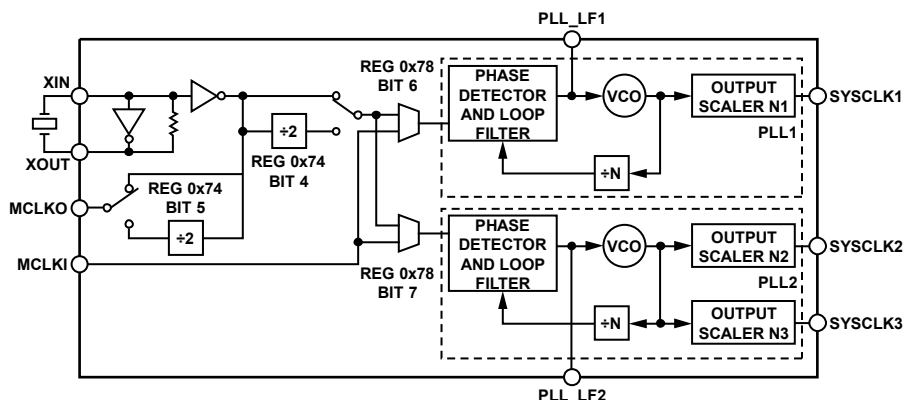 PLL_LF1
XIN
REG 0x78
BIT 6
PHASE
DETECTOR
AND LOOP
FILTER
VCO
OUTPUT
SCALER N1
SYSCLK1
PLL1
÷2
÷N
XOUT
REG 0x74
BIT 4
REG 0x74
BIT 5
MCLKO
÷2
MCLKI
REG 0x78
BIT 7
PHASE
DETECTOR
AND LOOP
FILTER
VCO
OUTPUT
SCALER N2
SYSCLK2
PLL2
÷N
OUTPUT
SCALER N3
SYSCLK3
PLL_LF2